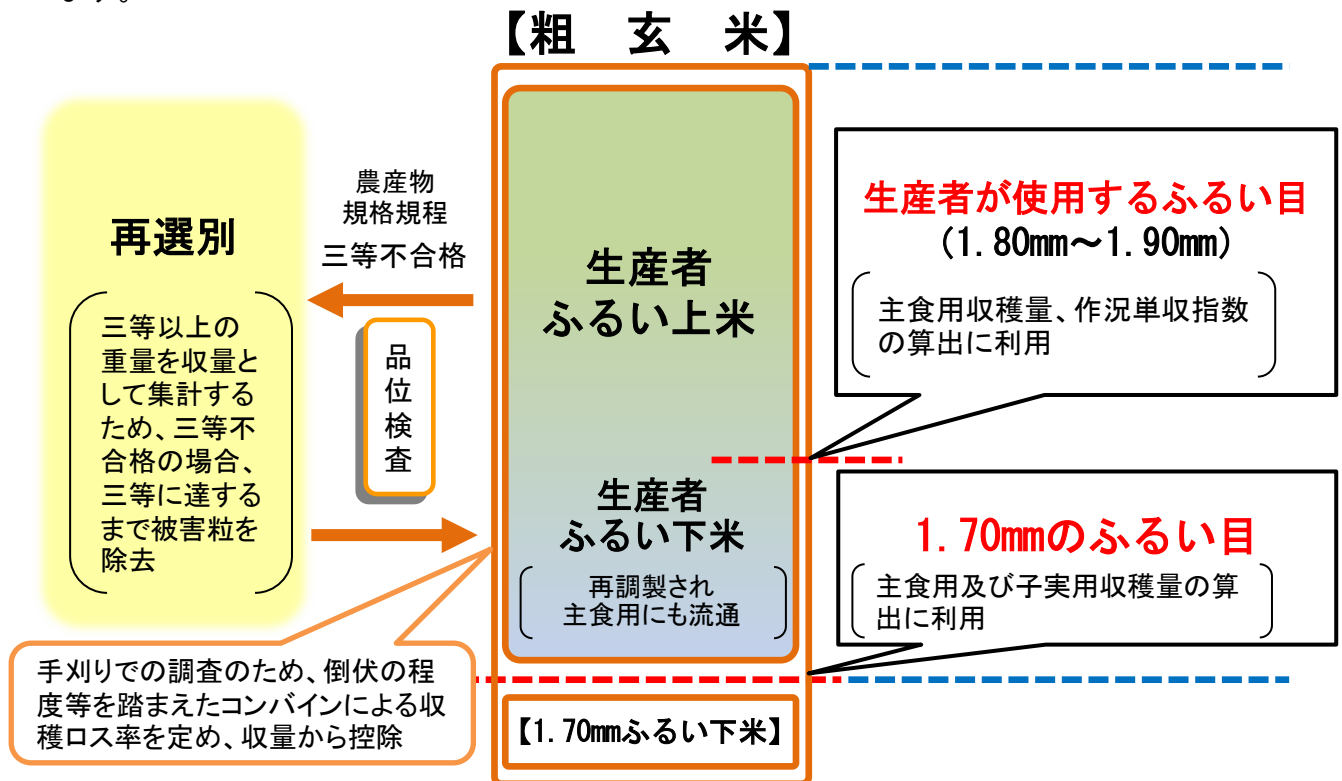 ます。
【粗　玄　米】
再選別
三等以上の
重量を収量と
して集計する
ため、三等不
合格の場合、
三等に達する
まで被害粒を
除去
農産物
規格規程
三等不合格
品位検査
生産者
ふるい上米
生産者
ふるい下米
再調製され
主食用にも流通
【1.70mmふるい下米】
生産者が使用するふるい目
(1.80mm～1.90mm)
主食用収穫量、作況単収指数
の算出に利用
1.70mmのふるい目
主食用及び子実用収穫量の算
出に利用
手刈りでの調査のため、倒伏の程
度等を踏まえたコンバインによる収
穫ロス率を定め、収量から控除